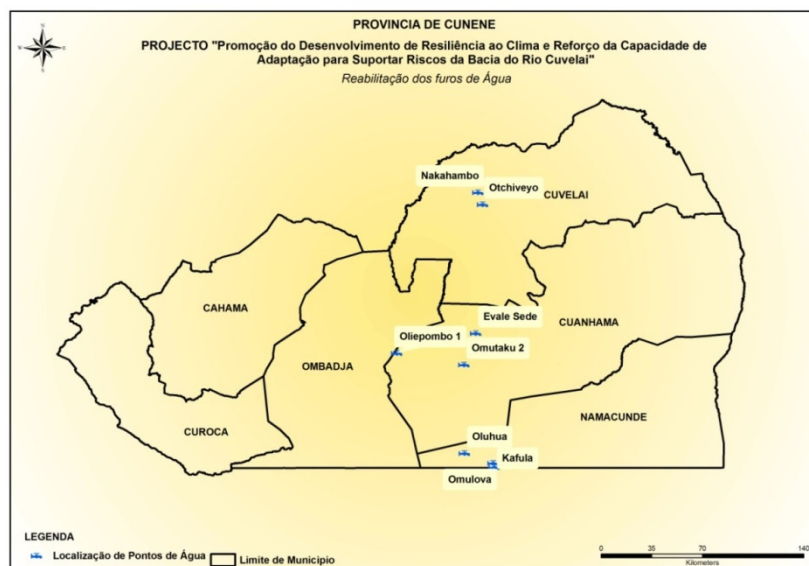 PROVINCIA DE CUNENE
PROJECTO "Promoção do Desenvolvimento de Resiliência ao Clima e Reforço da Capacidade de
Adaptação para Suportar Riscos da Bacia do Rio Cuvelai"
Reabilitação dos furos de Água
N
Nakahambo
Otchiveyo
CUVELAI
CAHAMA
Evale Sede
CUANHAMA
Oliepombo 1
Omutaku 2
OMBADJA
NAMACUNDE
CUROCA
Oluhua
Kafula
Omulova
LEGENDA
Localização de Pontos de Água
Limite de Municipio
0 35 70 140
Kilometers